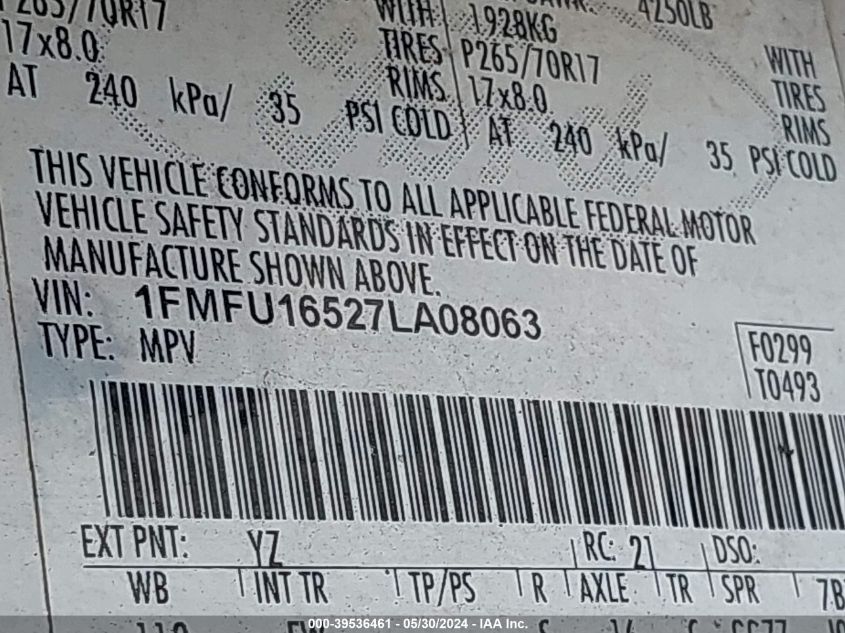 265/70R17 WITH 1928KG 4250LB
17x8.0 TIRES P265/70R17 WITH
RIMS 17x8.0 TIRES
AT 240 kPa/ 35 PSI COLD AT 240 kPa/ 35 PSI COLD RIMS
THIS VEHICLE CONFORMS TO ALL APPLICABLE FEDERAL MOTOR
VEHICLE SAFETY STANDARDS IN EFFECT ON THE DATE OF
MANUFACTURE SHOWN ABOVE.
VIN: 1FMFU16527LA08063
TYPE: MPV
F0299
T0493
EXT PNT: YZ RC: 21 DSO:
WB INT TR TP/PS R AXLE TR SPR 7B
000-39536461 - 05/30/2024 - IAA Inc.